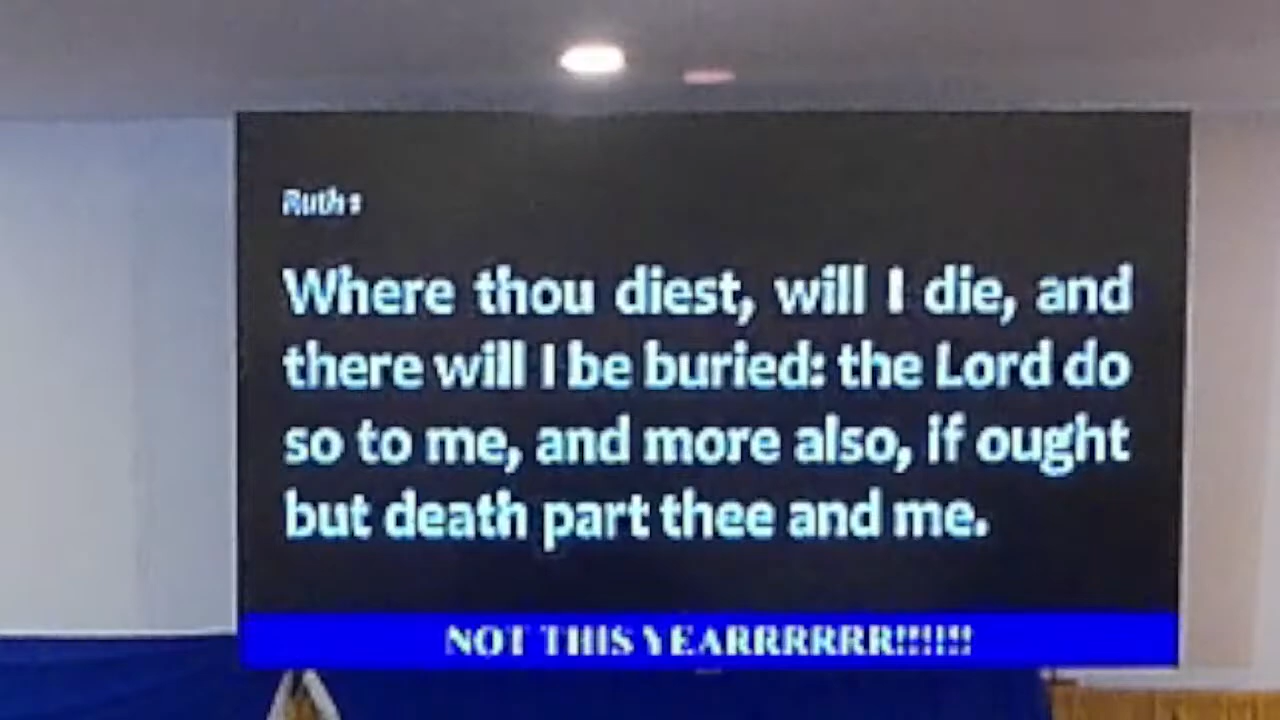 Ruth:
Where thou diest, will I die, and
there will I be buried: the Lord do
so to me, and more also, if ought
but death part thee and me.
NOT THIS YEARRRRRR!!!!!!